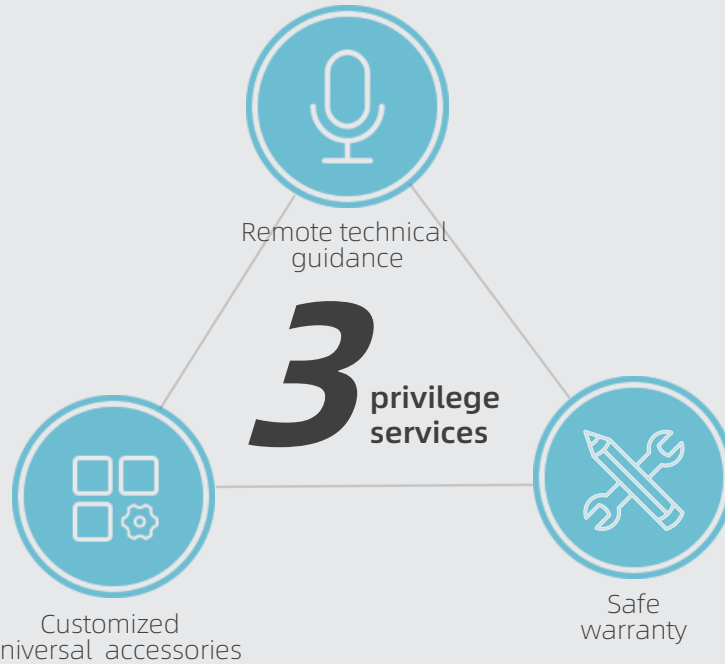 Remote technical
guidance
3 privilege
services
Customized
niversal accessories
Safe
warranty